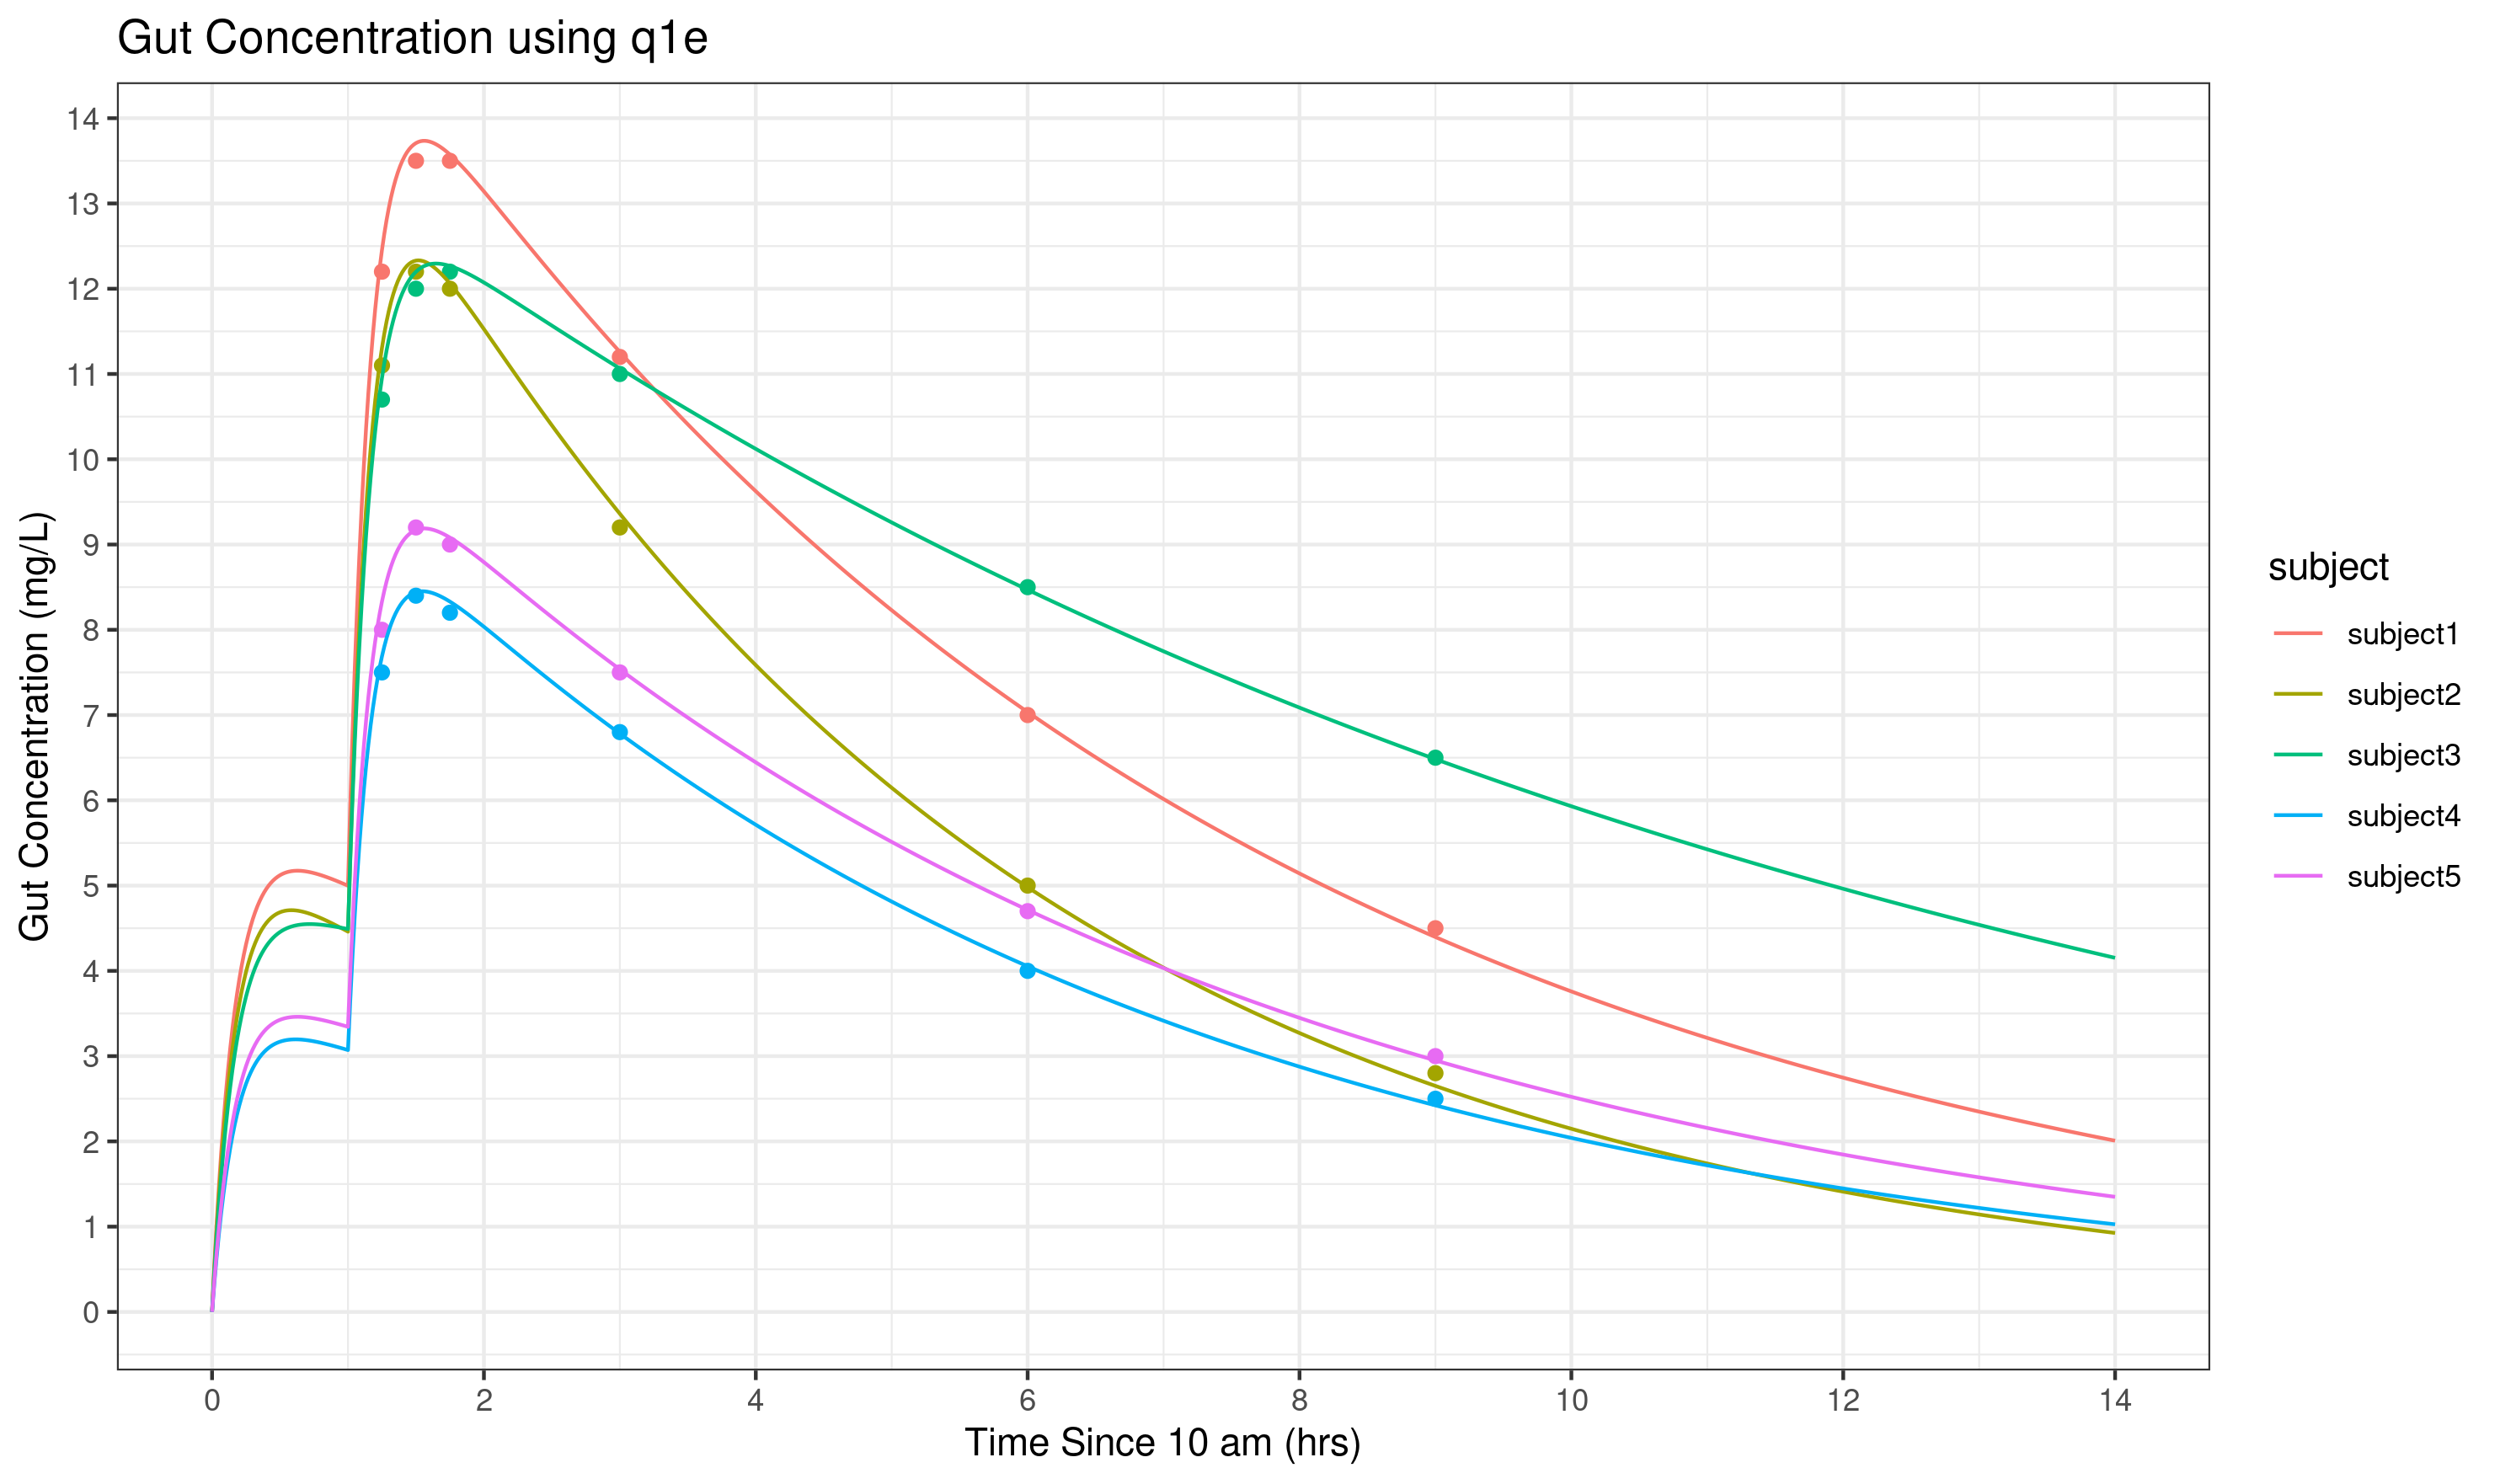 Gut Concentration using q1e
14
13
12
11
10
9
8
7
6
5
4
3
2
1
0
Gut Concentration (mg/L)
0 2 4 6 8 10 12 14
Time Since 10 am (hrs)
subject
subject1
subject2
subject3
subject4
subject5